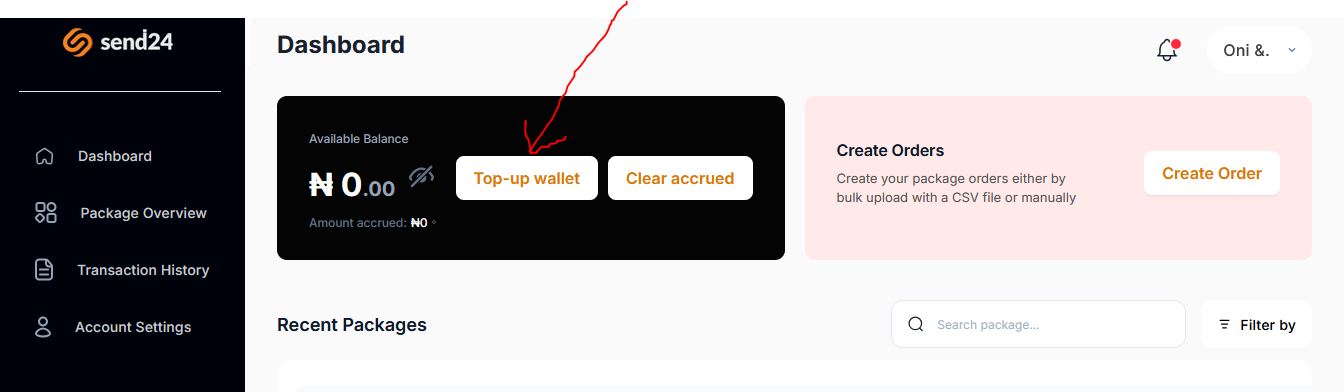 send24
Dashboard
Oni &.
Dashboard
Package Overview
Transaction History
Account Settings
Available Balance
₦ 0.00
Top-up wallet
Clear accrued
Amount accrued: ₦0
Create Orders
Create your package orders either by
bulk upload with a CSV file or manually
Create Order
Recent Packages
Search package...
Filter by